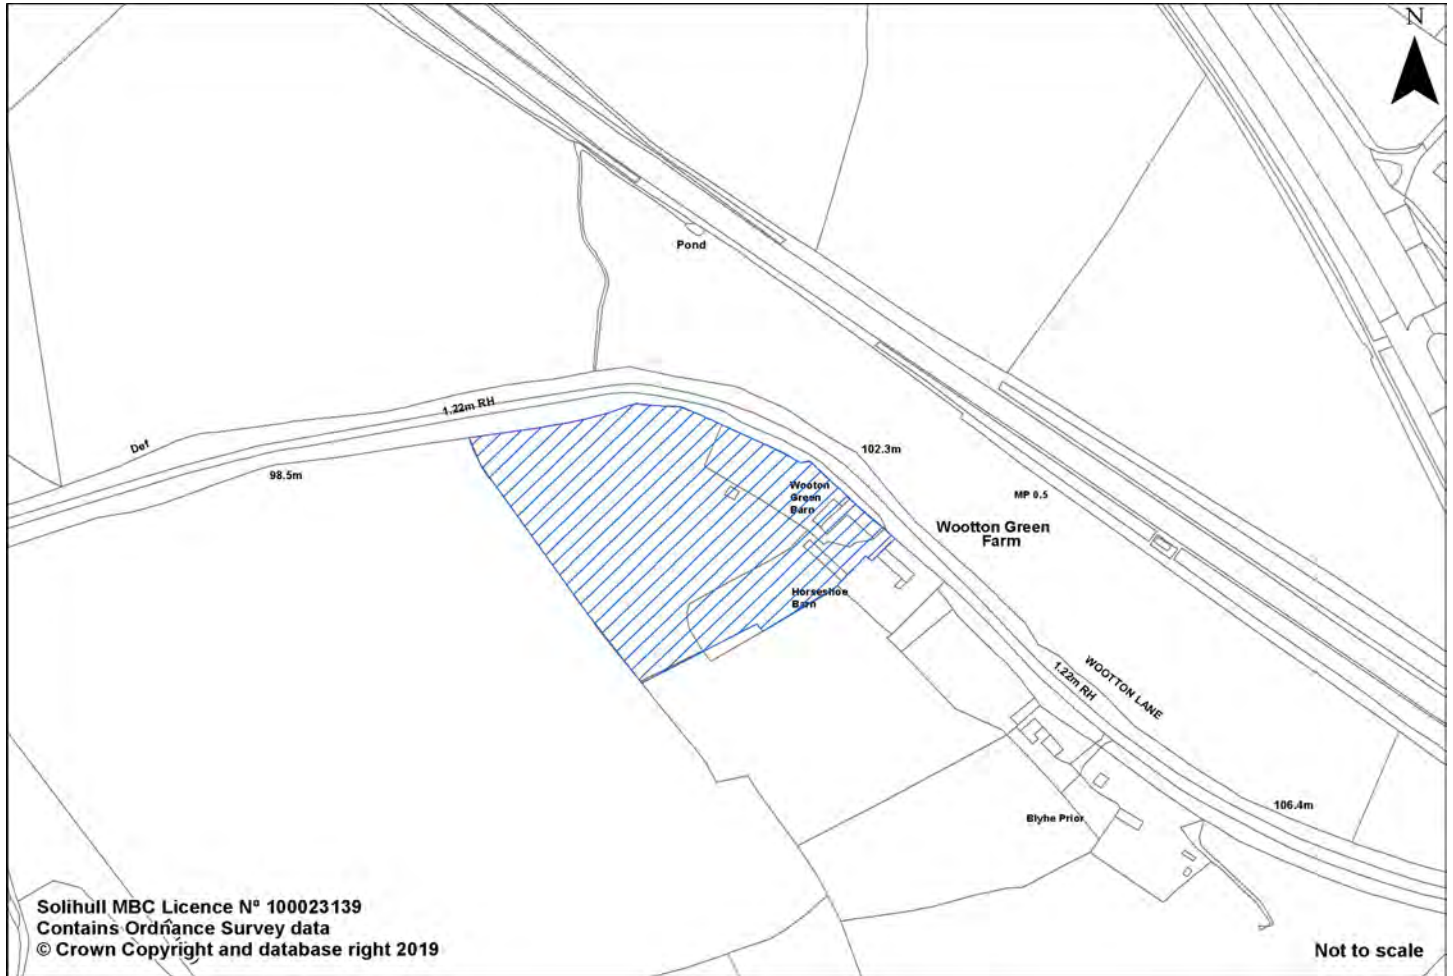 N
Pond
1.22m RH
Def
98.5m
102.3m
Wooton
Green
Barn
MP 0.5
Wootton Green
Farm
Horseshoe
Barn
WOOTTON LANE
1.22m RH
106.4m
Blyhe Prior
Solihull MBC Licence Nº 100023139
Contains Ordnance Survey data
© Crown Copyright and database right 2019
Not to scale